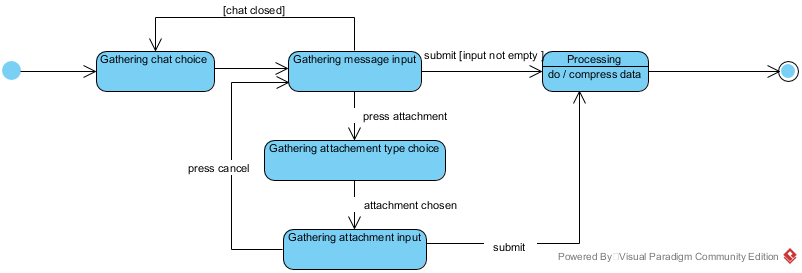 [chat closed]
Gathering chat choice
Gathering message input
submit [input not empty ]
Processing
do / compress data
press attachment
Gathering attachement type choice
press cancel
attachment chosen
Gathering attachment input
submit
Powered By Visual Paradigm Community Edition